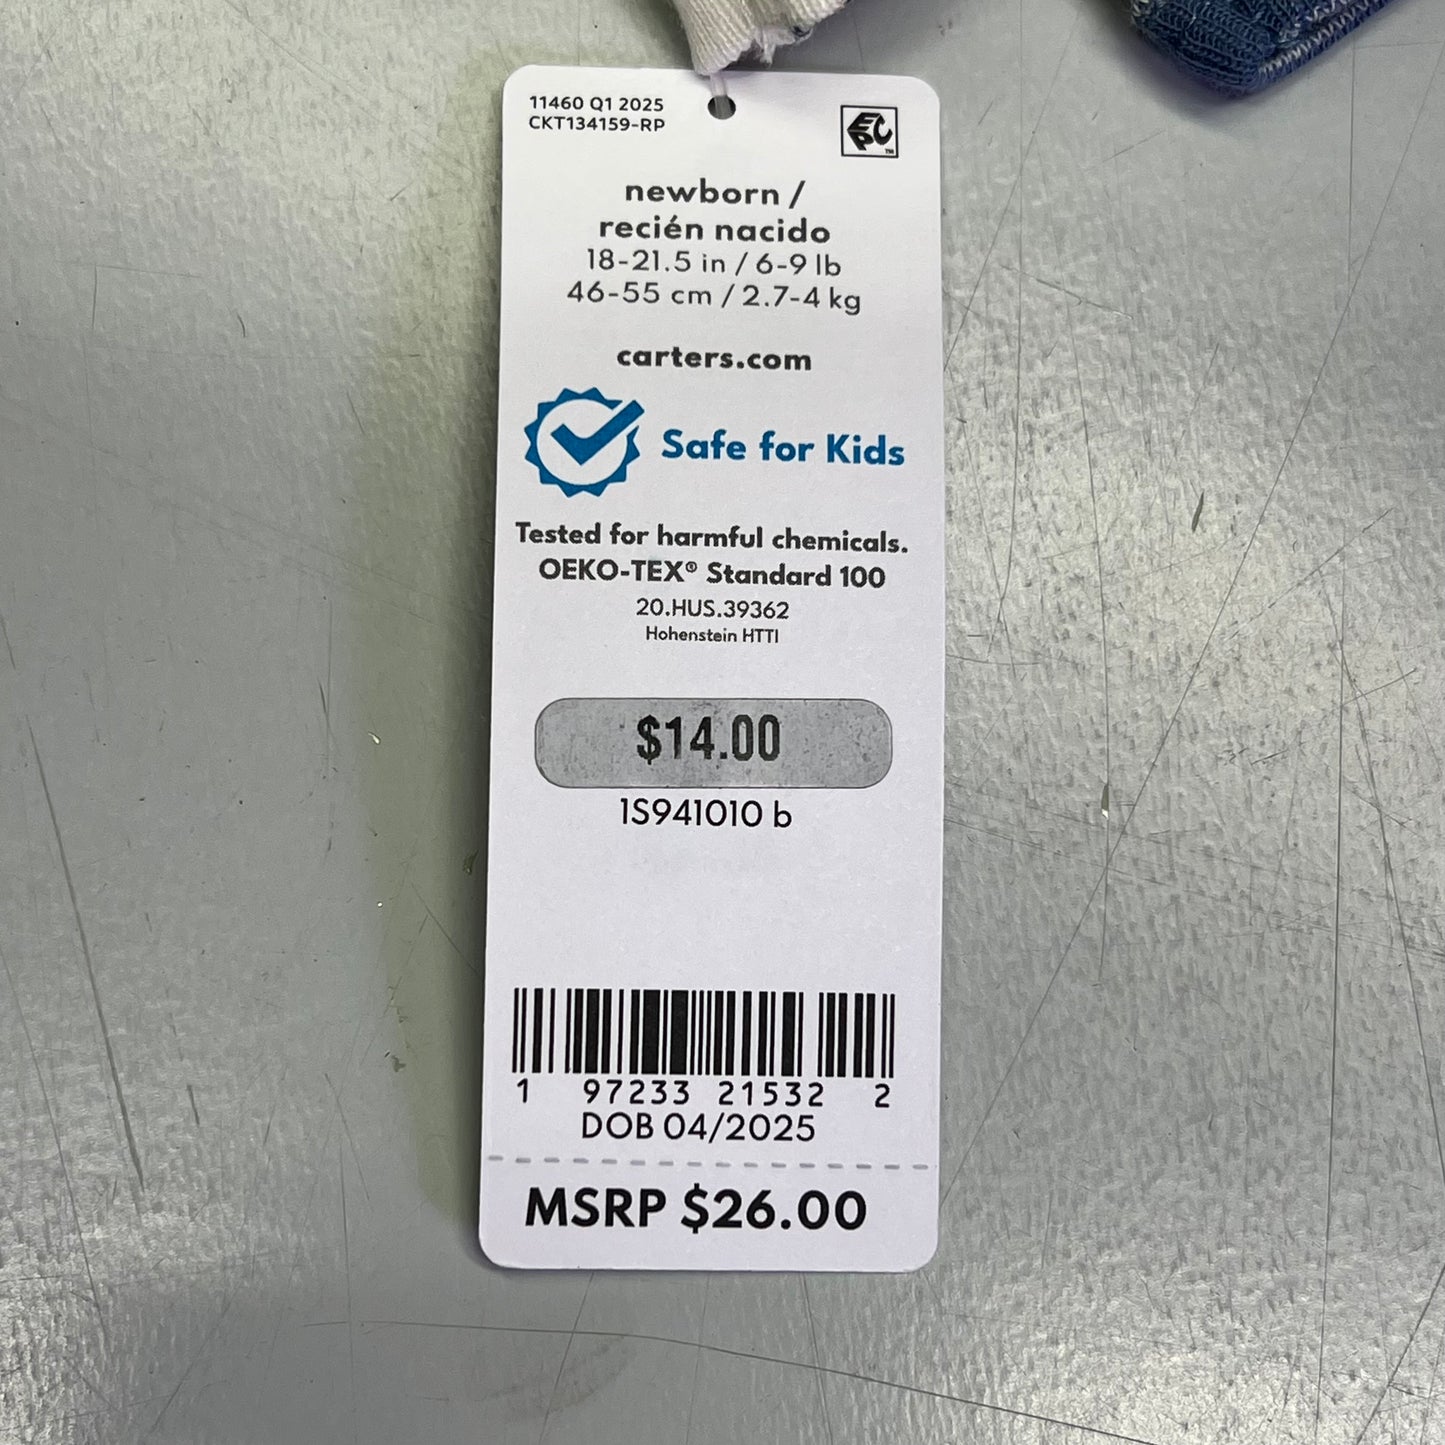 11460 Q1 2025
CKT134159-RP
EPC
TM
newborn /
recién nacido
18-21.5 in / 6-9 lb
46-55 cm / 2.7-4 kg
carters.com
Safe for Kids
Tested for harmful chemicals.
OEKO-TEX® Standard 100
20.HUS.39362
Hohenstein HTTI
$14.00
1S941010 b
1 97233 21532 2
DOB 04/2025
MSRP $26.00